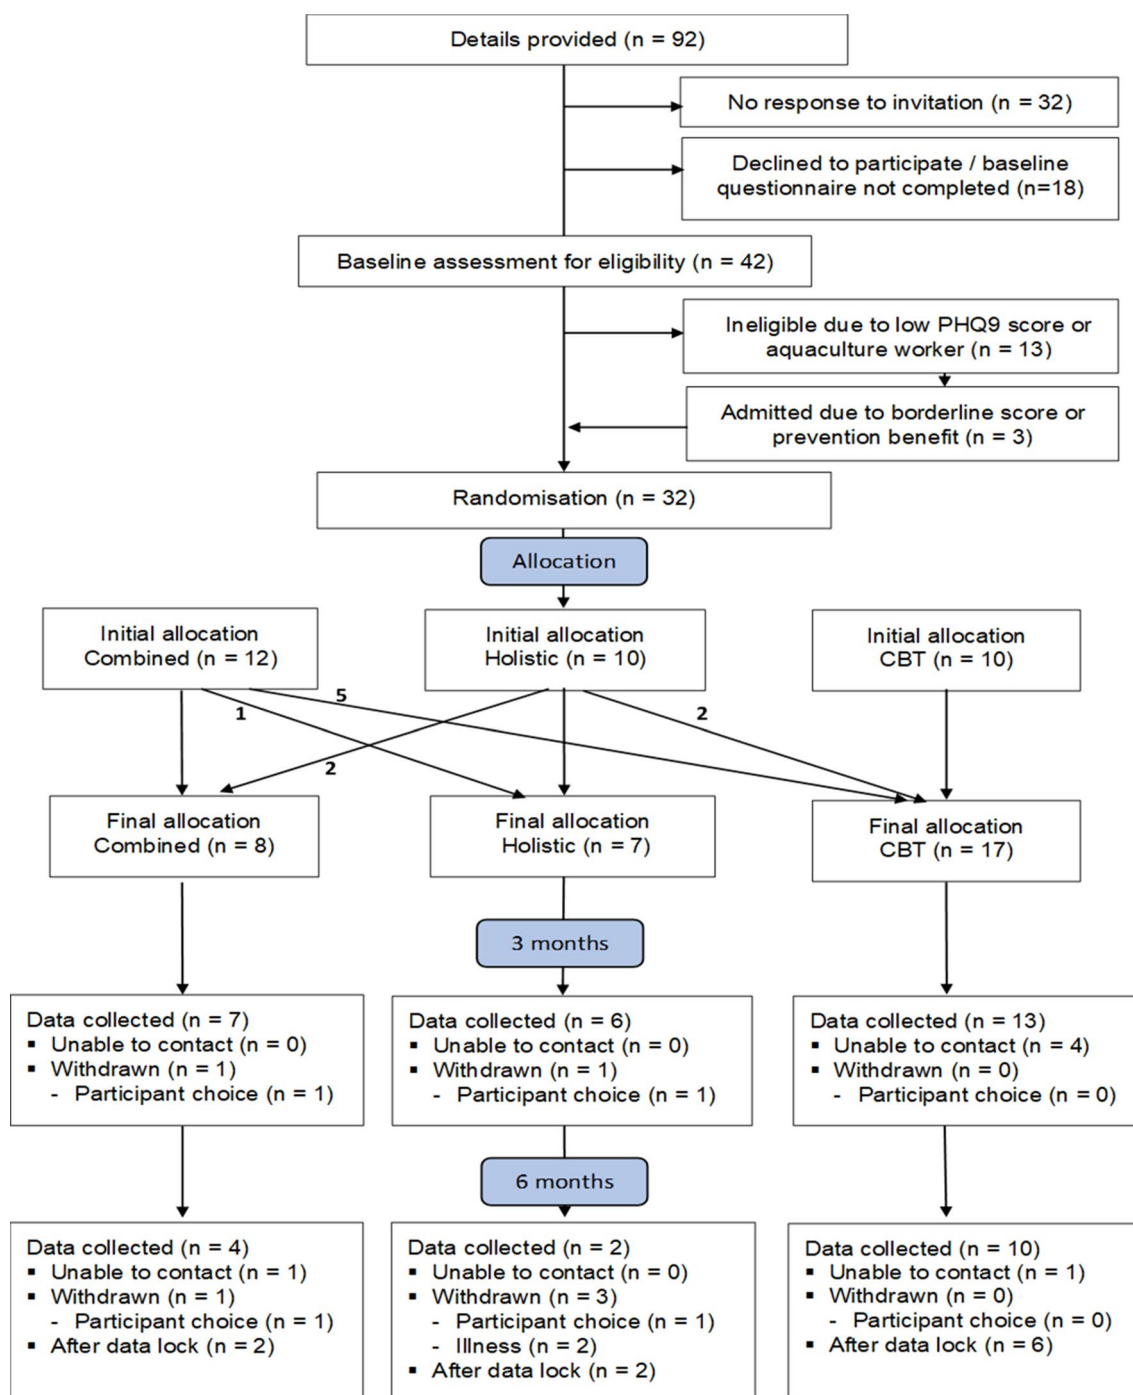 Details provided (n = 92)
No response to invitation (n = 32)
Declined to participate / baseline
questionnaire not completed (n=18)
Baseline assessment for eligibility (n = 42)
Ineligible due to low PHQ9 score or
aquaculture worker (n = 13)
Admitted due to borderline score or
prevention benefit (n = 3)
Randomisation (n = 32)
Allocation
Initial allocation
Combined (n = 12)
Initial allocation
Holistic (n = 10)
Initial allocation
CBT (n = 10)
5
1
2
2
Final allocation
Combined (n = 8)
Final allocation
Holistic (n = 7)
Final allocation
CBT (n = 17)
3 months
Data collected (n = 7)
▪ Unable to contact (n = 0)
▪ Withdrawn (n = 1)
- Participant choice (n = 1)
Data collected (n = 6)
▪ Unable to contact (n = 0)
▪ Withdrawn (n = 1)
- Participant choice (n = 1)
Data collected (n = 13)
▪ Unable to contact (n = 4)
▪ Withdrawn (n = 0)
- Participant choice (n = 0)
6 months
Data collected (n = 4)
▪ Unable to contact (n = 1)
▪ Withdrawn (n = 1)
- Participant choice (n = 1)
▪ After data lock (n = 2)
Data collected (n = 2)
▪ Unable to contact (n = 0)
▪ Withdrawn (n = 3)
- Participant choice (n = 1)
- Illness (n = 2)
▪ After data lock (n = 2)
Data collected (n = 10)
▪ Unable to contact (n = 1)
▪ Withdrawn (n = 0)
- Participant choice (n = 0)
▪ After data lock (n = 6)